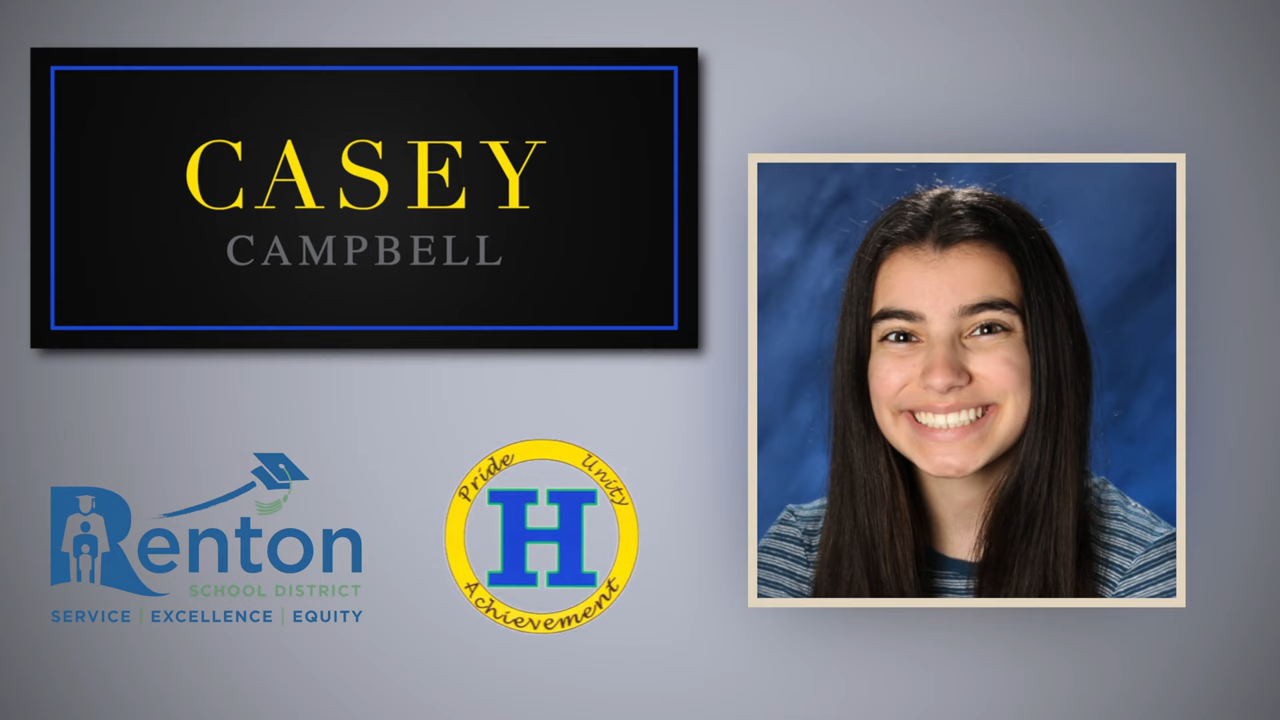 CASEY
CAMPBELL
Renton
SCHOOL DISTRICT
SERVICE | EXCELLENCE | EQUITY
Pride Unity
H
Achievement